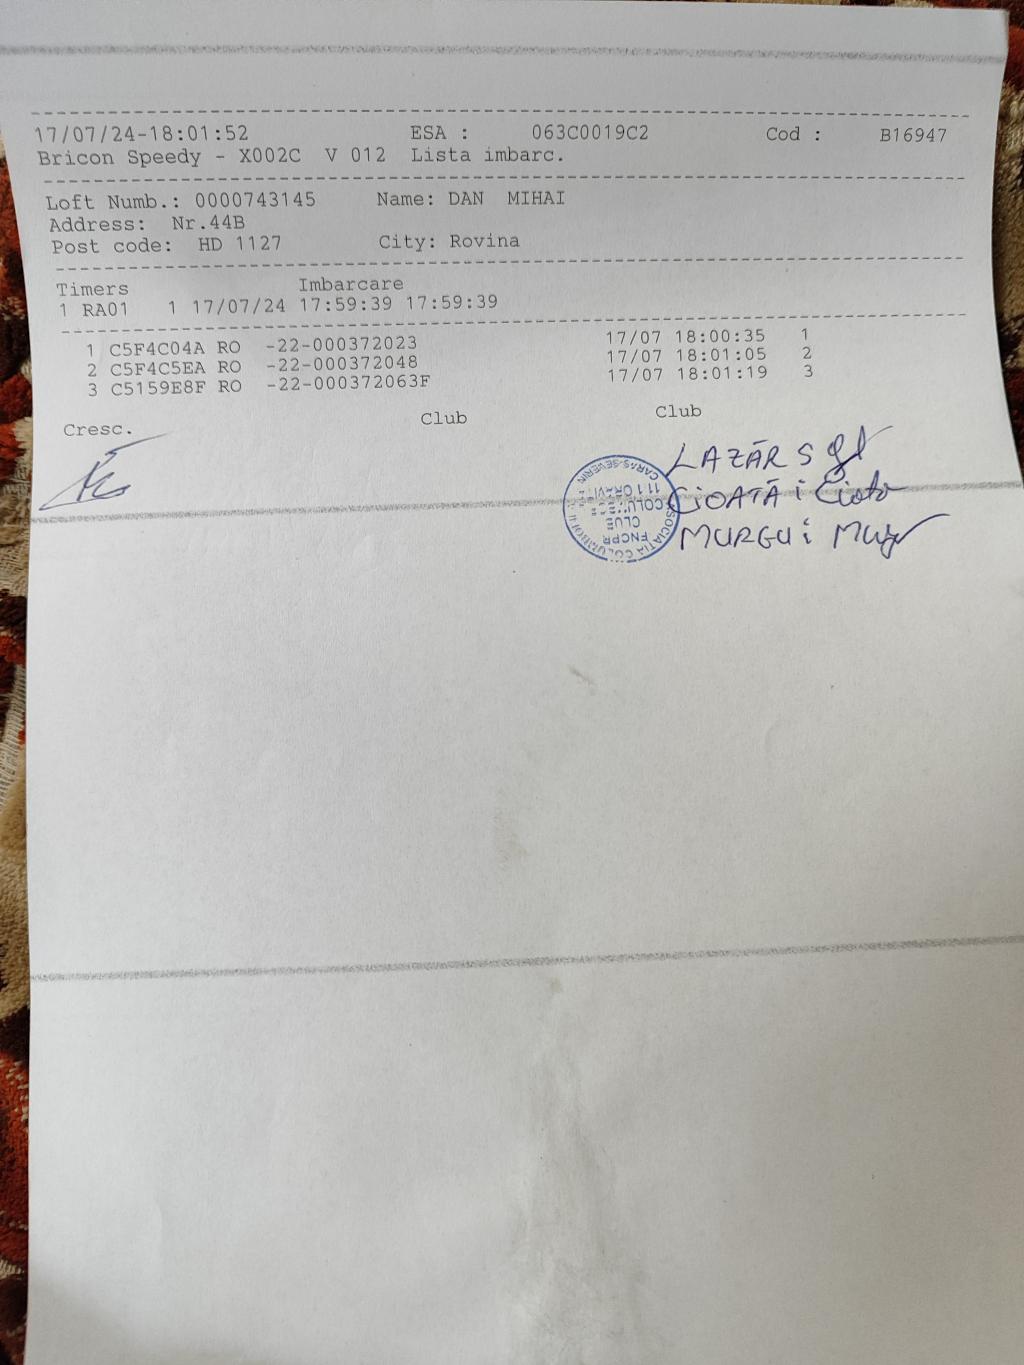 17/07/24-18:01:52 ESA : 063C0019C2 Cod : B16947
Bricon Speedy - X002C V 012 Lista imbarc.
Loft Numb.: 0000743145 Name: DAN MIHAI
Address: Nr.44B
Post code: HD 1127 City: Rovina
Timers Imbarcare
1 RA01 1 17/07/24 17:59:39 17:59:39
1 C5F4C04A RO -22-000372023 17/07 18:00:35 1
2 C5F4C5EA RO -22-000372048 17/07 18:01:05 2
3 C5159E8F RO -22-000372063F 17/07 18:01:19 3
Cresc. Club Club
LAZĂR S
CIOATĂ i Cioata
MURGU i
CARAS-SEVERIN
FNCPR